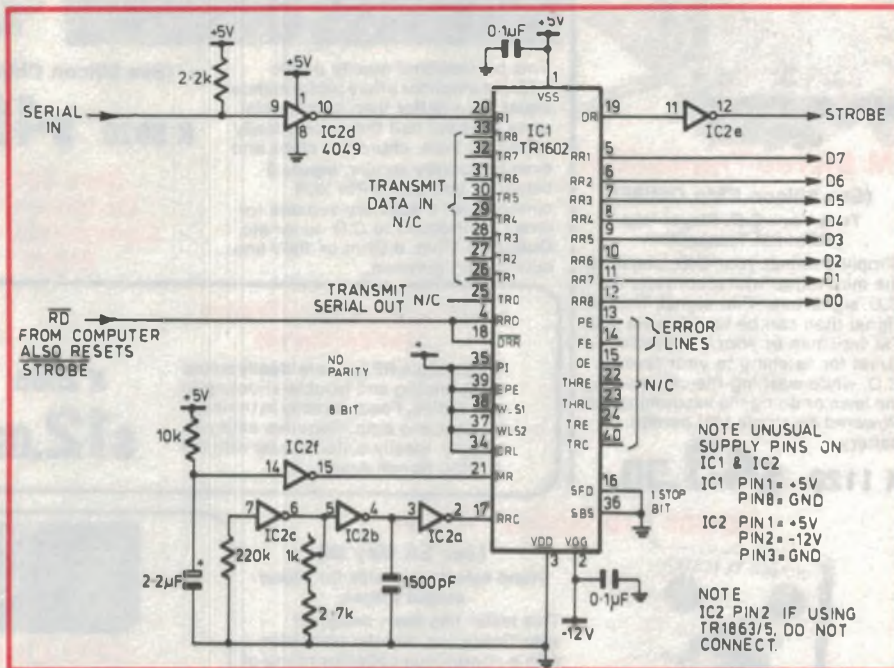 +5V
0·1µF
+5V
2·2k
+5V
1
VSS
SERIAL
IN
9
1
8
10
IC2d
4049
20
RI
IC1
TR1602
DR
19
11
12
STROBE
IC2e
33
TR8
32
TR7
31
TR6
30
TR5
29
TR4
28
TR3
27
TR2
26
TR1
TRANSMIT
DATA IN
N/C
RR1
5
D7
RR2
6
D6
RR3
7
D5
RR4
8
D4
RR5
9
D3
RR6
10
D2
RR7
11
D1
RR8
12
D0
TRANSMIT
SERIAL OUT
N/C
25
TRO
RD
FROM COMPUTER
ALSO RESETS
STROBE
4
RRD
18
DRR
PE
13
FE
14
ERROR
LINES
OE
15
THRE
22
THRL
23
TRE
24
TRC
40
N/C
NO
PARITY
8 BIT
+
35
PI
39
EPE
38
WLS1
37
WLS2
34
CRL
+5V
10k
14
15
IC2f
21
MR
7
6
IC2c
5
4
IC2b
3
2
IC2a
17
RRC
220k
1k
2·7k
1500pF
2·2µF
+
SFD
16
SBS
36
1 STOP
BIT
VDD
3
VGG
2
0·1µF
-12V
NOTE UNUSUAL
SUPPLY PINS ON
IC1 & IC2
IC1 PIN1= +5V
PIN8= GND
IC2 PIN1= +5V
PIN2= -12V
PIN3= GND
NOTE
IC2 PIN2 IF USING
TR1863/5, DO NOT
CONNECT.